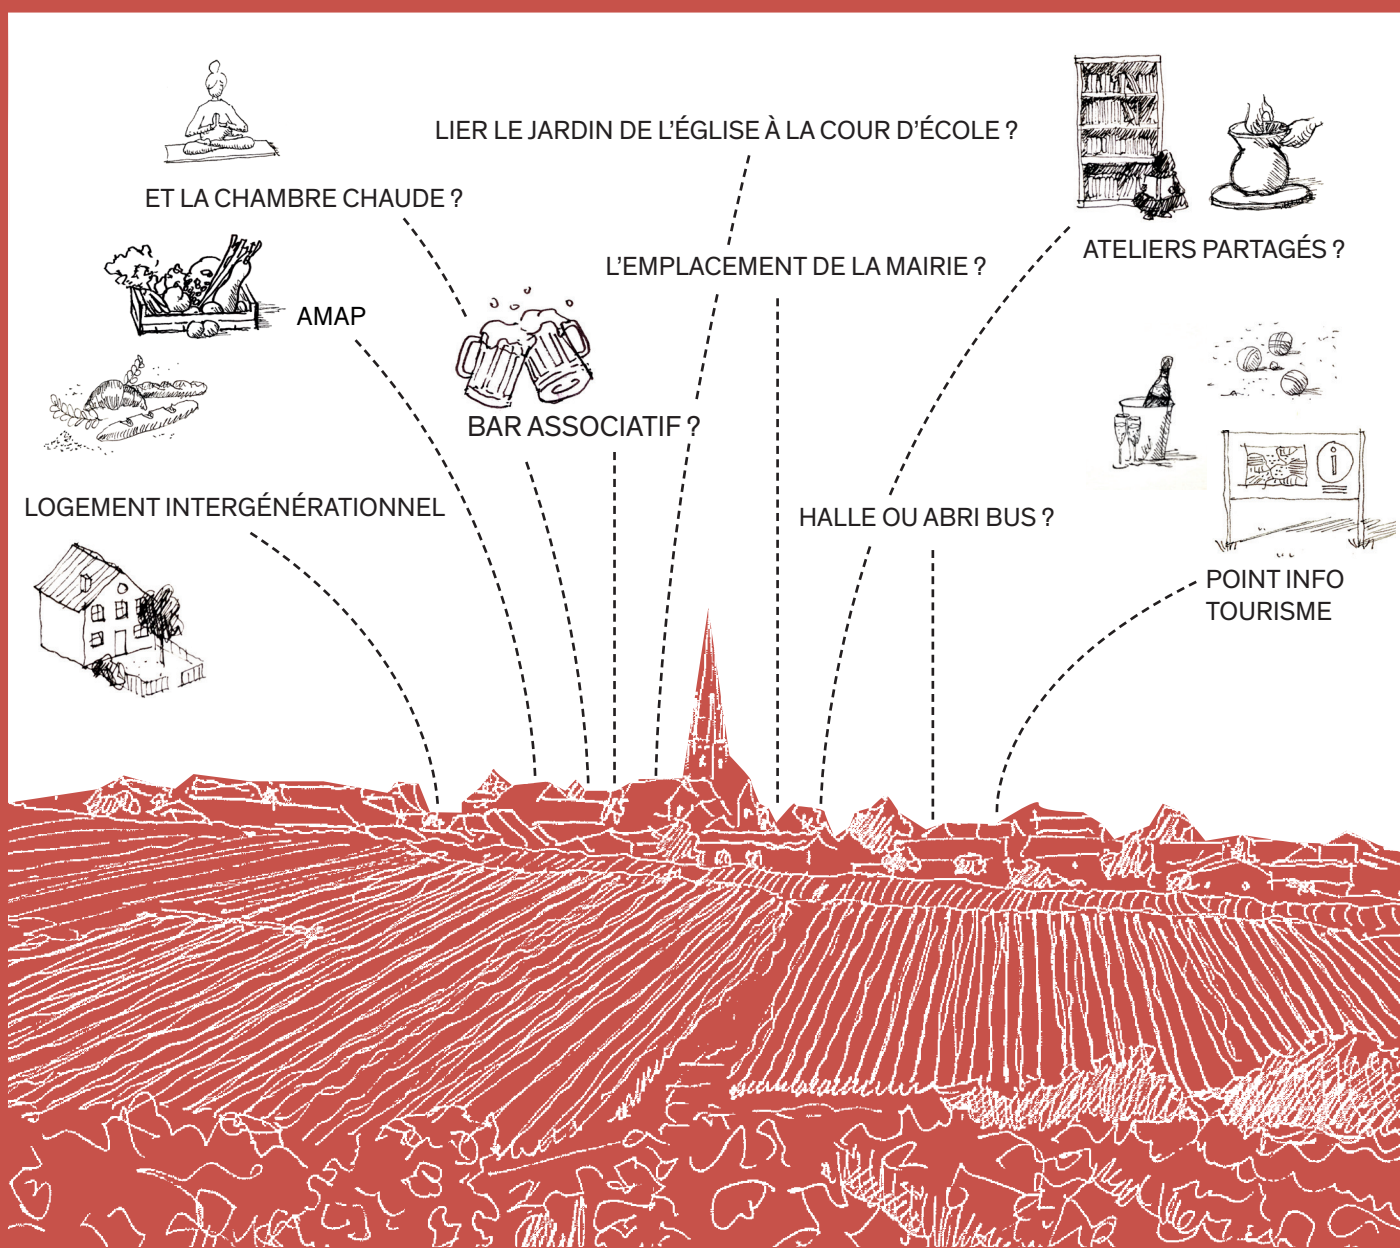 LIER LE JARDIN DE L'ÉGLISE À LA COUR D'ÉCOLE ?
ET LA CHAMBRE CHAUDE ?
ATELIERS PARTAGÉS ?
L'EMPLACEMENT DE LA MAIRIE ?
AMAP
BAR ASSOCIATIF ?
LOGEMENT INTERGÉNÉRATIONNEL
HALLE OU ABRI BUS ?
i
POINT INFO
TOURISME